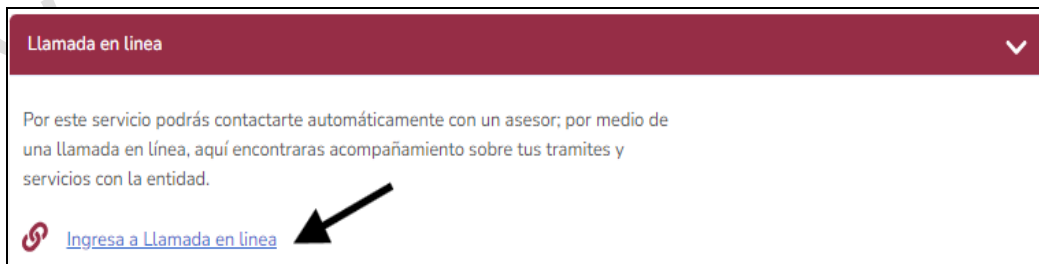 Llamada en linea
Por este servicio podrás contactarte automáticamente con un asesor; por medio de
una llamada en línea, aquí encontraras acompañamiento sobre tus tramites y
servicios con la entidad.
Ingresa a Llamada en linea